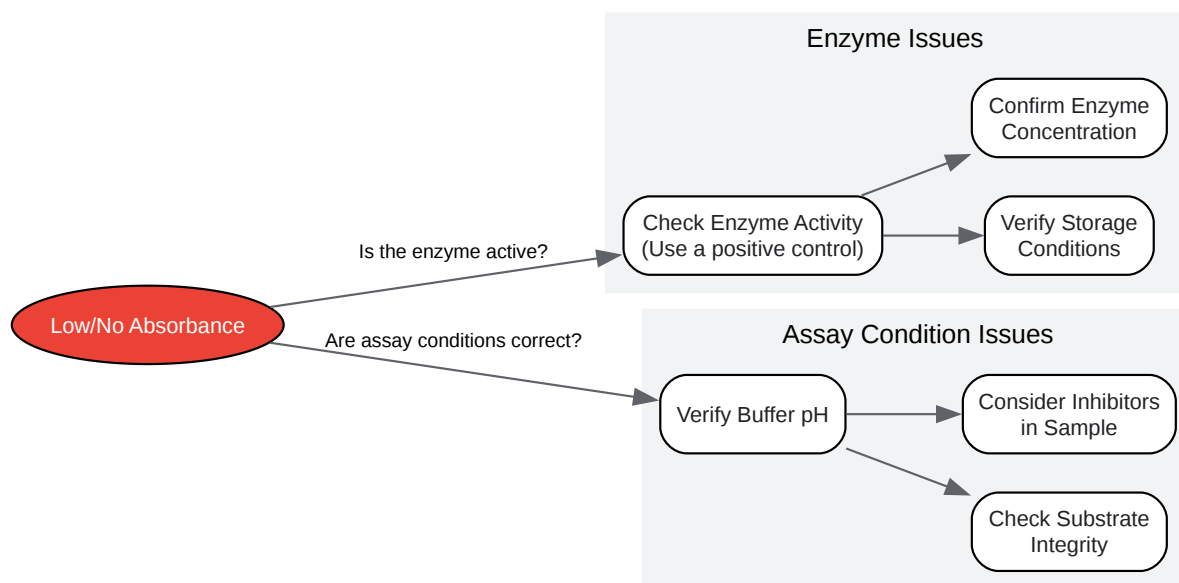 Enzyme Issues
Confirm Enzyme
Concentration
Check Enzyme Activity
(Use a positive control)
Verify Storage
Conditions
Is the enzyme active?
Low/No Absorbance
Are assay conditions correct?
Assay Condition Issues
Verify Buffer pH
Consider Inhibitors
in Sample
Check Substrate
Integrity